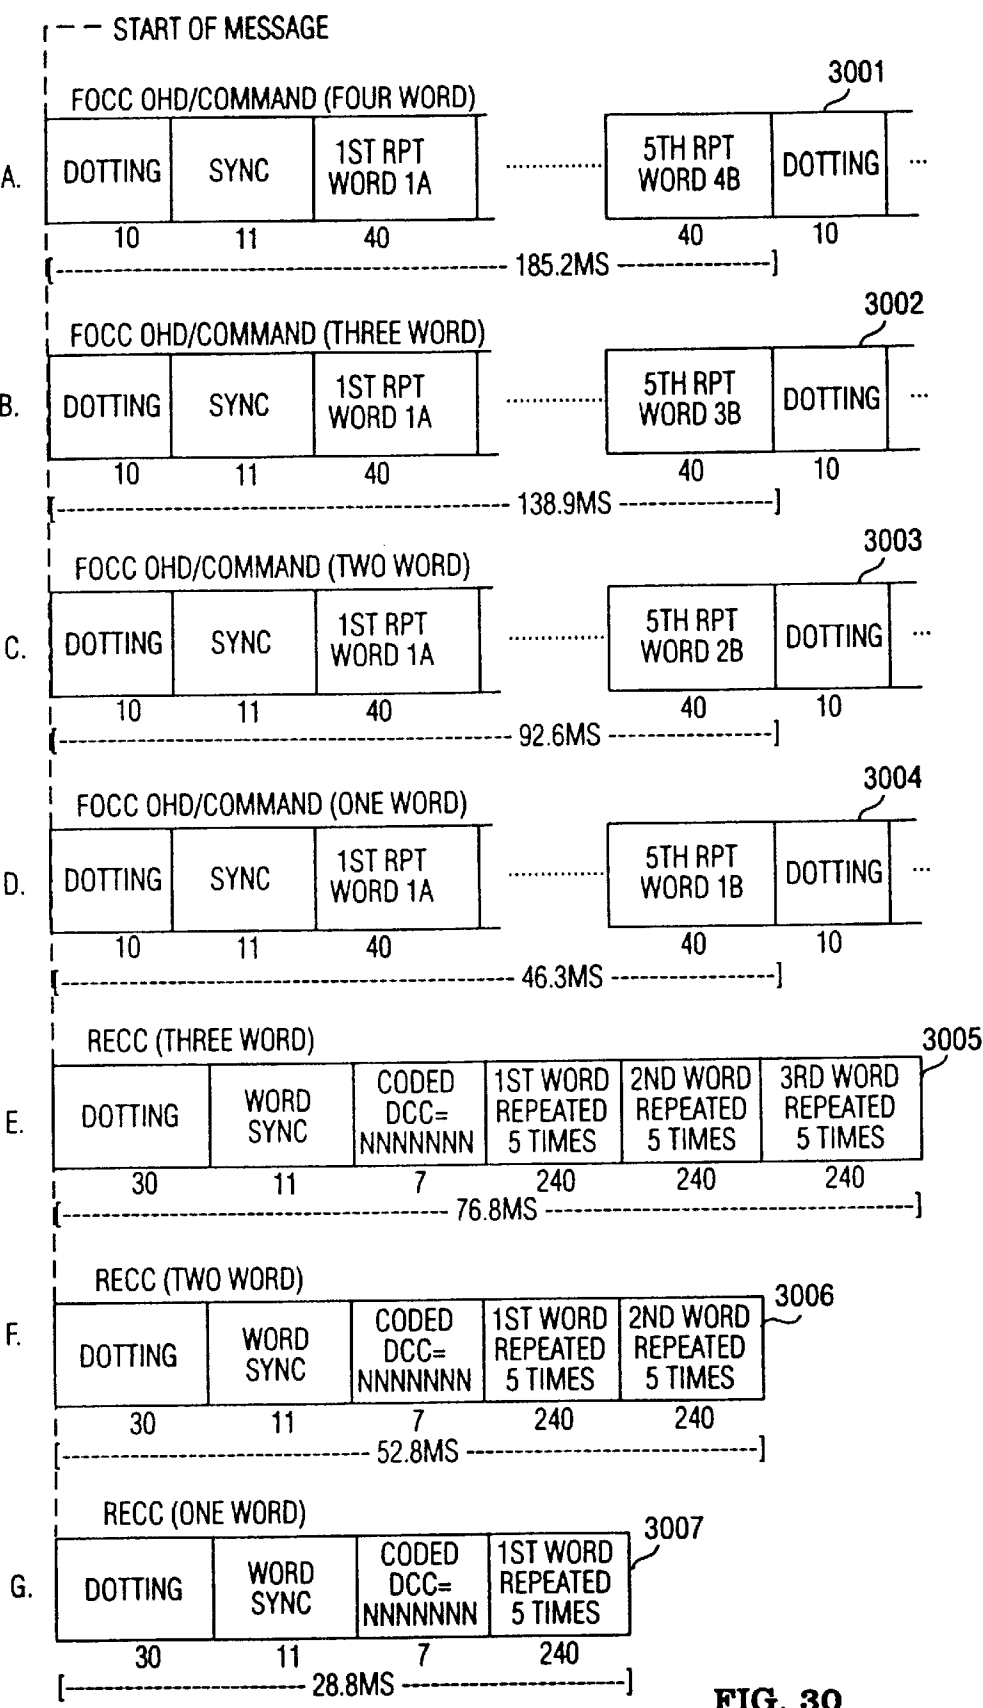 START OF MESSAGE
FOCC OHD/COMMAND (FOUR WORD)
3001
A.
DOTTING
SYNC
1ST RPT
WORD 1A
5TH RPT
WORD 4B
DOTTING
...
10
11
40
40
10
[------185.2MS------]
FOCC OHD/COMMAND (THREE WORD)
3002
B.
DOTTING
SYNC
1ST RPT
WORD 1A
5TH RPT
WORD 3B
DOTTING
...
10
11
40
40
10
[------138.9MS------]
FOCC OHD/COMMAND (TWO WORD)
3003
C.
DOTTING
SYNC
1ST RPT
WORD 1A
5TH RPT
WORD 2B
DOTTING
...
10
11
40
40
10
[------92.6MS------]
FOCC OHD/COMMAND (ONE WORD)
3004
D.
DOTTING
SYNC
1ST RPT
WORD 1A
5TH RPT
WORD 1B
DOTTING
...
10
11
40
40
10
[------46.3MS------]
RECC (THREE WORD)
3005
E.
DOTTING
WORD
SYNC
CODED
DCC=
NNNNNNN
1ST WORD
REPEATED
5 TIMES
2ND WORD
REPEATED
5 TIMES
3RD WORD
REPEATED
5 TIMES
30
11
7
240
240
240
[------76.8MS------]
RECC (TWO WORD)
3006
F.
DOTTING
WORD
SYNC
CODED
DCC=
NNNNNNN
1ST WORD
REPEATED
5 TIMES
2ND WORD
REPEATED
5 TIMES
30
11
7
240
240
[------52.8MS------]
RECC (ONE WORD)
3007
G.
DOTTING
WORD
SYNC
CODED
DCC=
NNNNNNN
1ST WORD
REPEATED
5 TIMES
30
11
7
240
[------28.8MS------]
FIG. 30